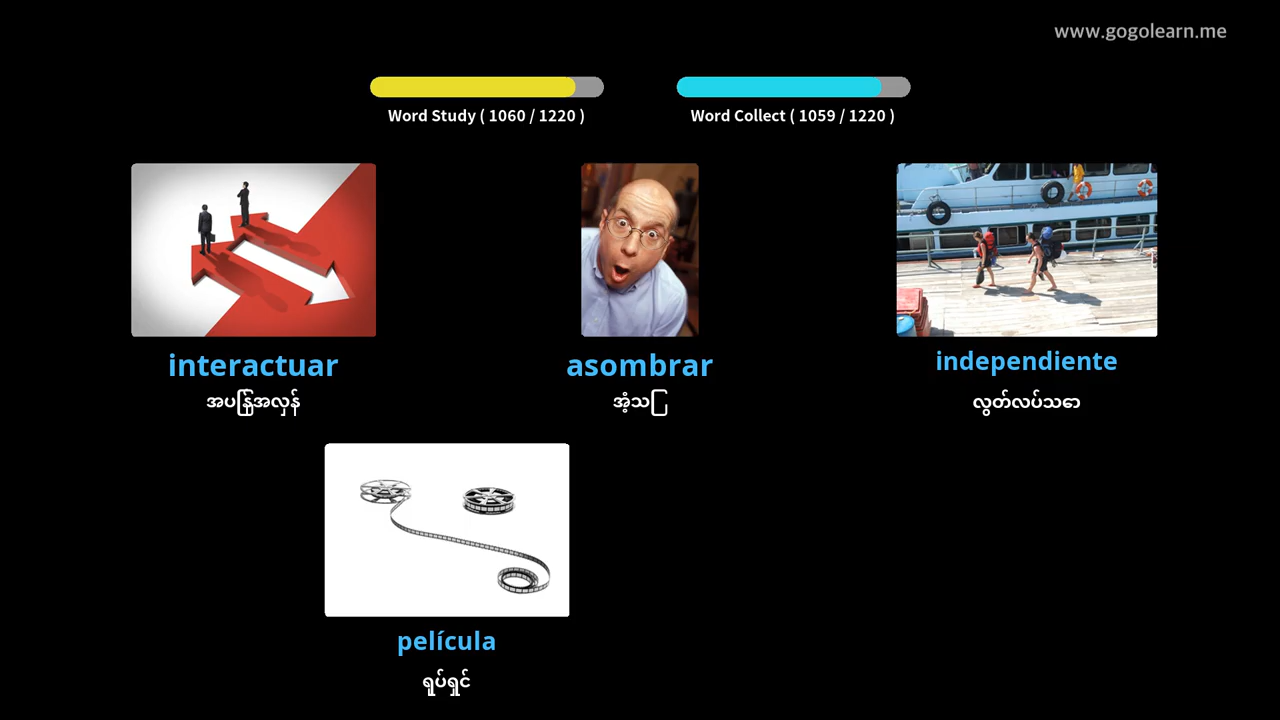 www.gogolearn.me
Word Study ( 1060 / 1220 )
Word Collect ( 1059 / 1220 )
interactuar
asombrar
independiente
အပြန်အလှန်
အံ့သြ
လွတ်လပ်သော
película
ရုပ်ရှင်